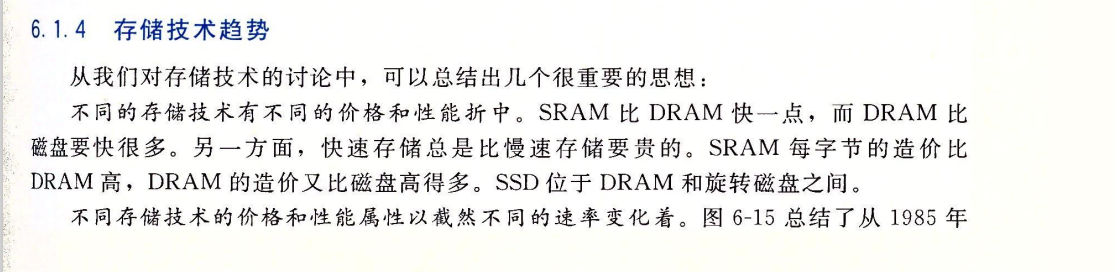 6.1.4 存储技术趋势
从我们对存储技术的讨论中，可以总结出几个很重要的思想：
不同的存储技术有不同的价格和性能折中。SRAM 比 DRAM 快一点，而 DRAM 比
磁盘要快很多。另一方面，快速存储总是比慢速存储要贵的。SRAM 每字节的造价比
DRAM 高，DRAM 的造价又比磁盘高得多。SSD 位于 DRAM 和旋转磁盘之间。
不同存储技术的价格和性能属性以截然不同的速率变化着。图 6-15 总结了从 1985 年